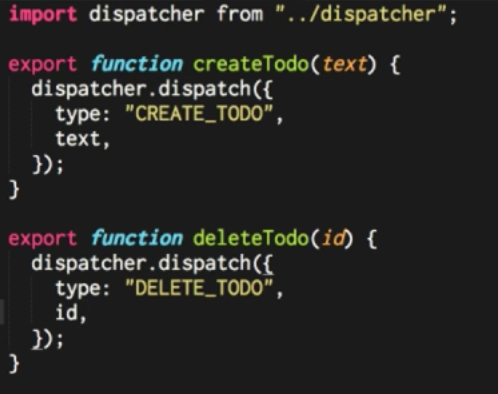 import dispatcher from "../dispatcher";
export function createTodo(text) {
dispatcher.dispatch({
type: "CREATE_TODO",
text,
});
}
export function deleteTodo(id) {
dispatcher.dispatch({
type: "DELETE_TODO",
id,
});
}